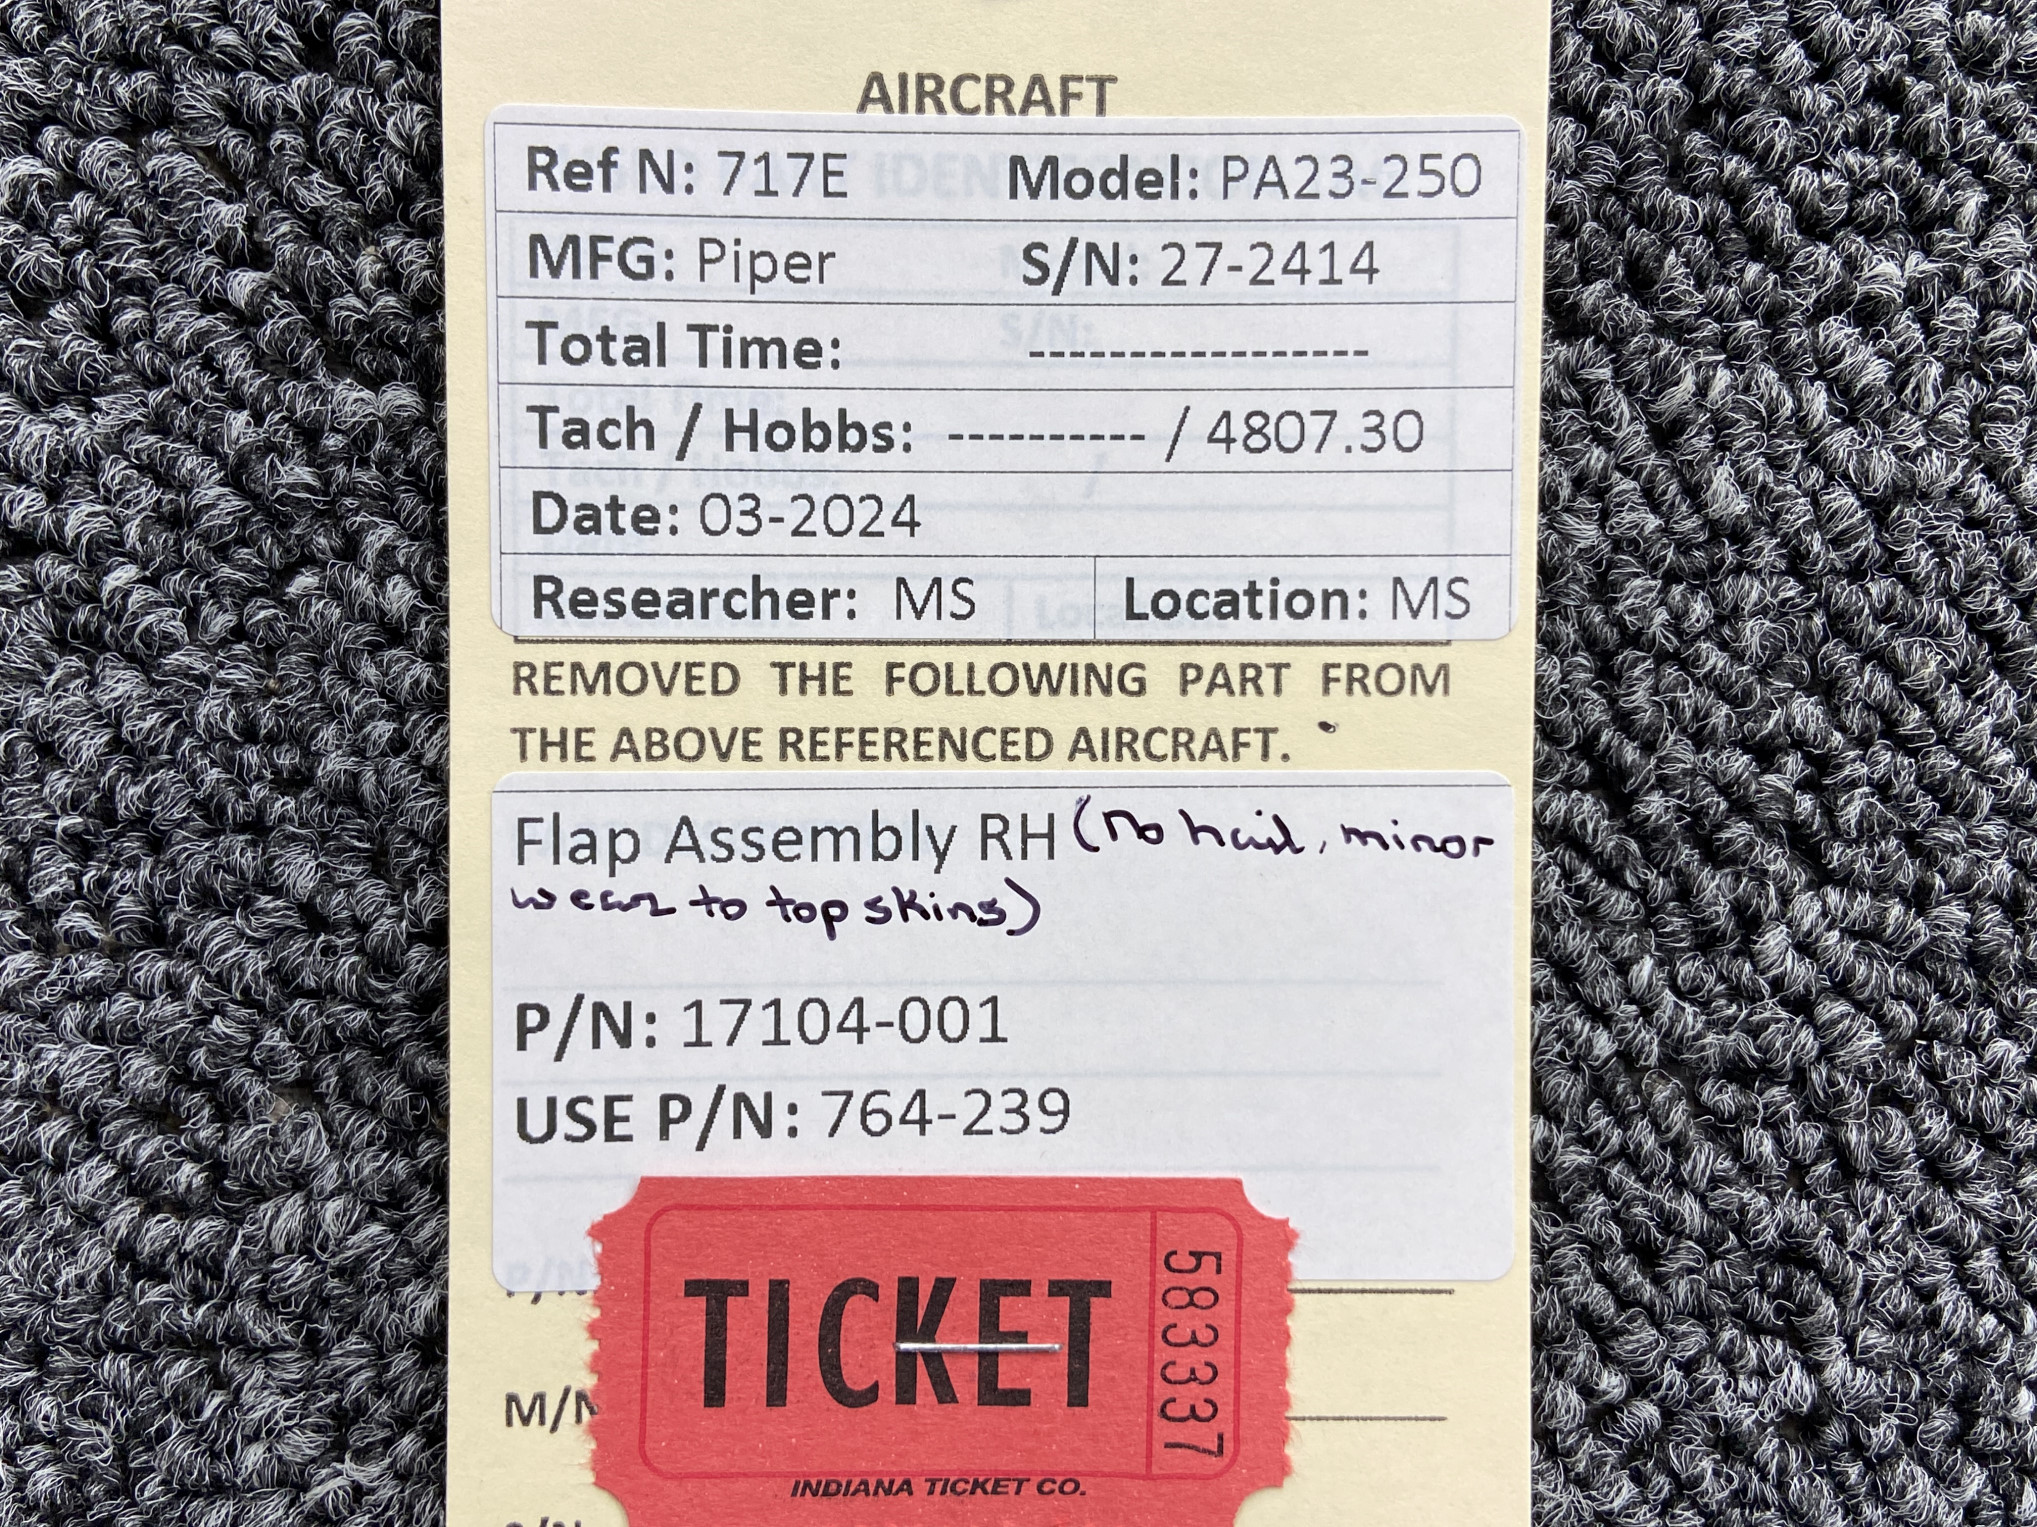 AIRCRAFT
Ref N: 717E Model: PA23-250
MFG: Piper S/N: 27-2414
Total Time: -----------------
Tach / Hobbs: ---------- / 4807.30
Date: 03-2024
Researcher: MS Location: MS
REMOVED THE FOLLOWING PART FROM
THE ABOVE REFERENCED AIRCRAFT.
Flap Assembly RH (no hail, minor
wear to top skins)
P/N: 17104-001
USE P/N: 764-239
P/N
TICKET
583337
M/N
INDIANA TICKET CO.